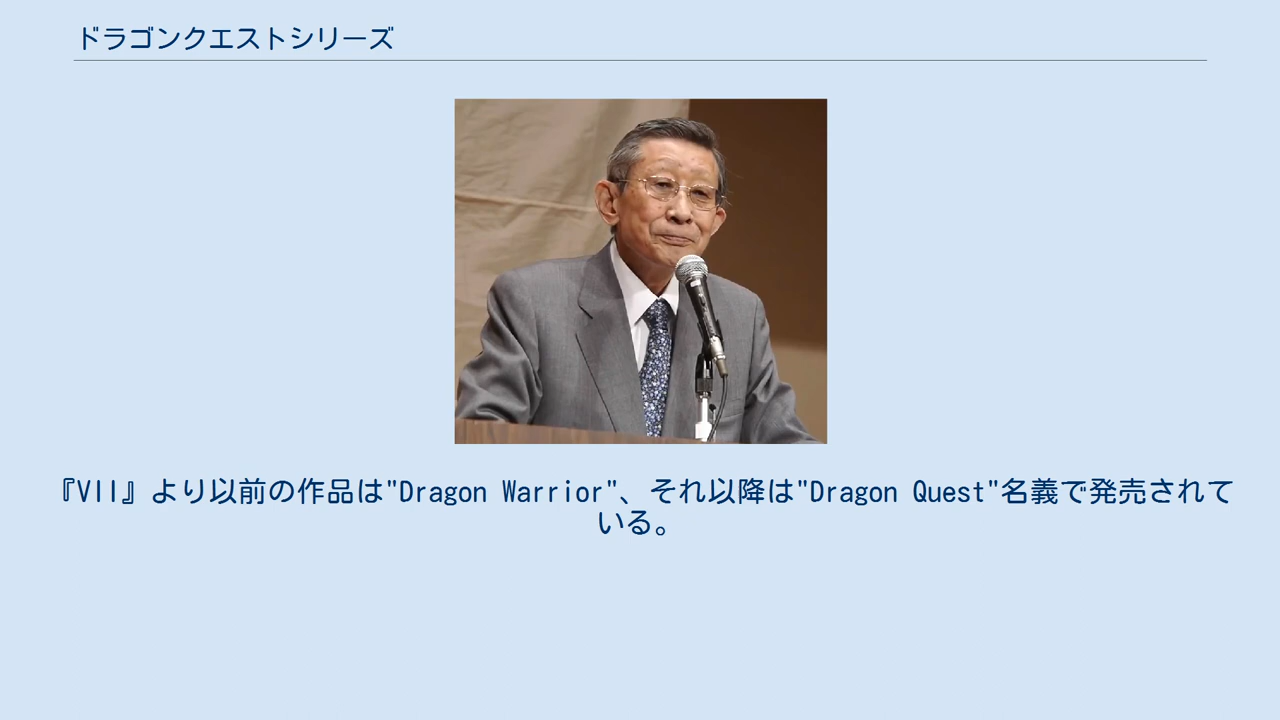 ドラゴンクエストシリーズ
『VII』より以前の作品は"Dragon Warrior"、それ以降は"Dragon Quest"名義で発売されて
いる。